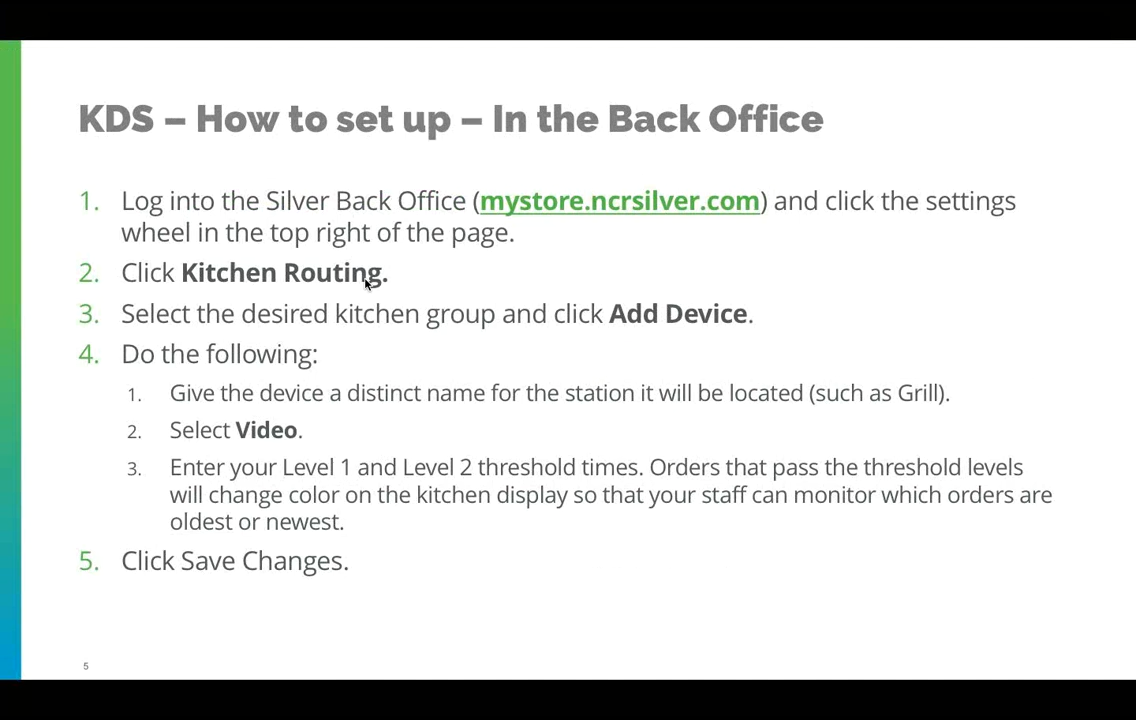 KDS – How to set up – In the Back Office
1. Log into the Silver Back Office (mystore.ncrsilver.com) and click the settings
wheel in the top right of the page.
2. Click Kitchen Routing.
3. Select the desired kitchen group and click Add Device.
4. Do the following:
1. Give the device a distinct name for the station it will be located (such as Grill).
2. Select Video.
3. Enter your Level 1 and Level 2 threshold times. Orders that pass the threshold levels
will change color on the kitchen display so that your staff can monitor which orders are
oldest or newest.
5. Click Save Changes.
5